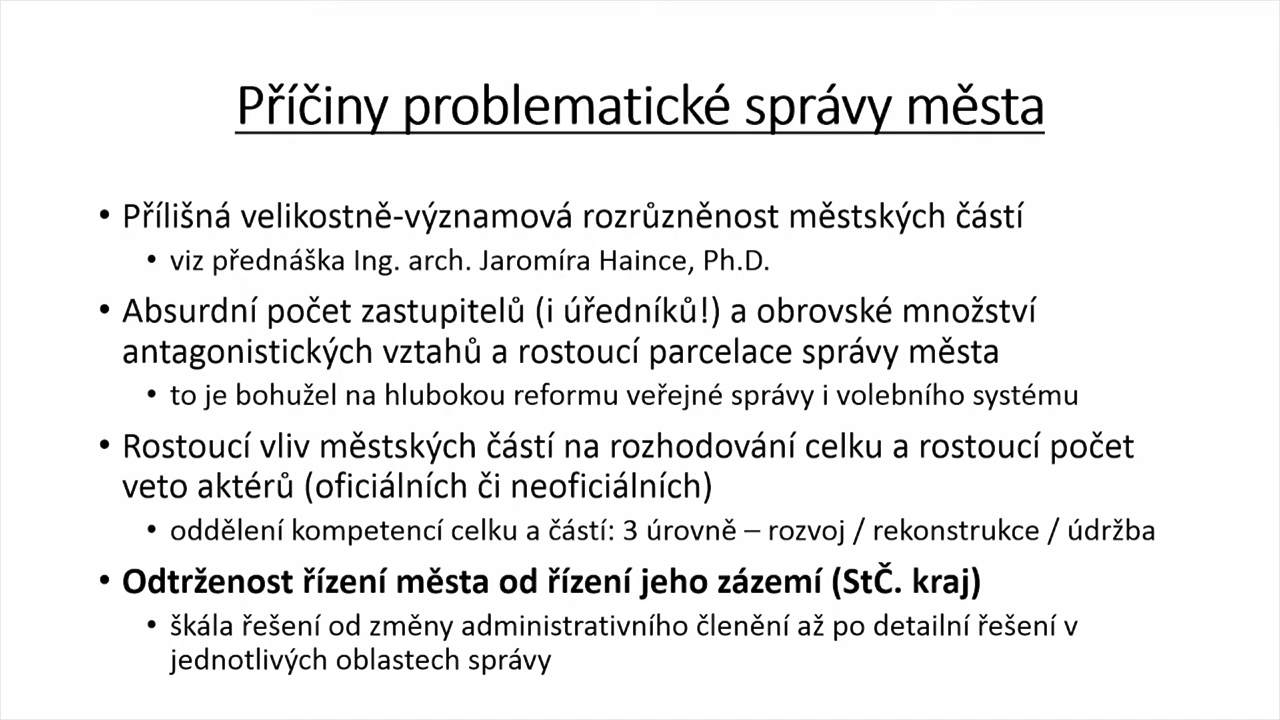 Příčiny problematické správy města
• Přílišná velikostně-významová rozrůzněnost městských částí
• viz přednáška Ing. arch. Jaromíra Haince, Ph.D.
• Absurdní počet zastupitelů (i úředníků!) a obrovské množství
antagonistických vztahů a rostoucí parcelace správy města
• to je bohužel na hlubokou reformu veřejné správy i volebního systému
• Rostoucí vliv městských částí na rozhodování celku a rostoucí počet
veto aktérů (oficiálních či neoficiálních)
• oddělení kompetencí celku a částí: 3 úrovně – rozvoj / rekonstrukce / údržba
• Odtrženost řízení města od řízení jeho zázemí (StČ. kraj)
• škála řešení od změny administrativního členění až po detailní řešení v
jednotlivých oblastech správy